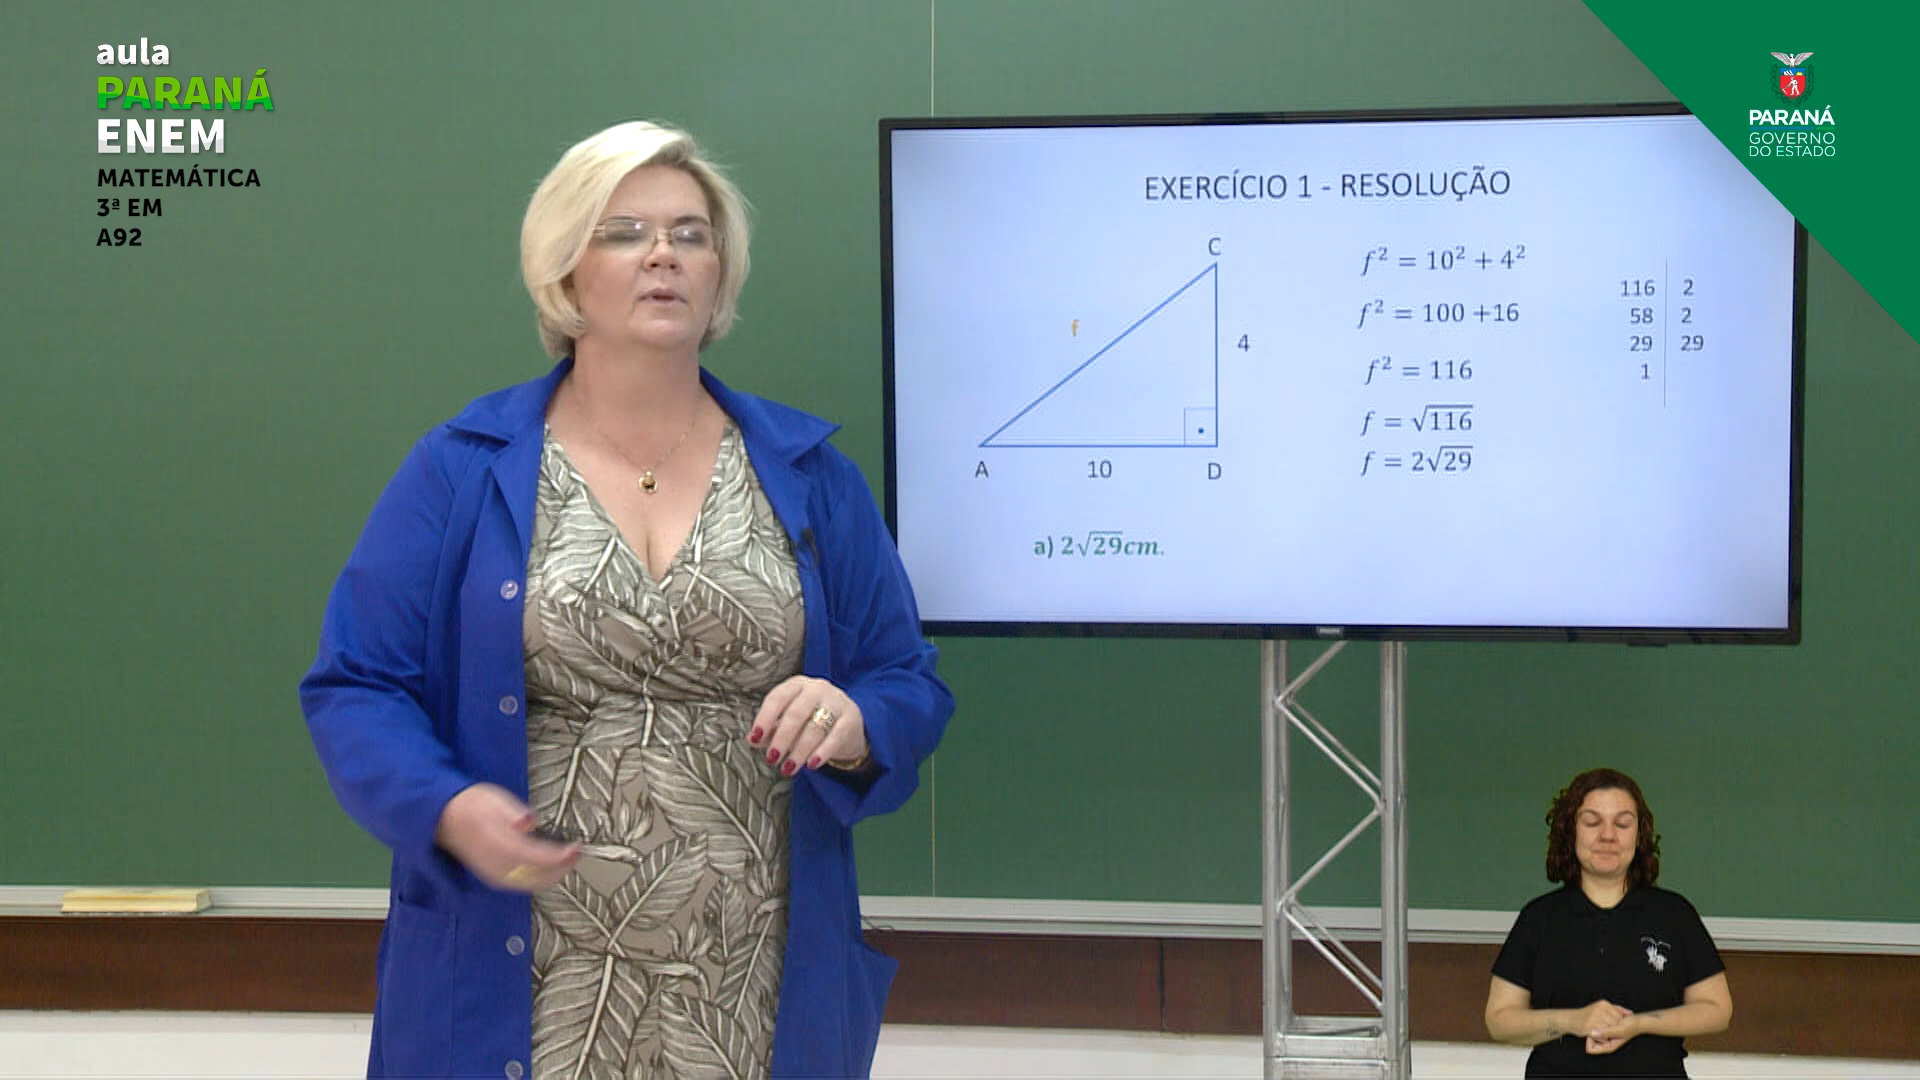 aula
PARANÁ
ENEM
MATEMÁTICA
3ª EM
A92
PARANÁ
GOVERNO
DO ESTADO
EXERCÍCIO 1 - RESOLUÇÃO
C
f
4
A
10
D
f² = 10² + 4²
f² = 100 +16
f² = 116
f = √116
f = 2√29
116 | 2
58 | 2
29 | 29
1
a) 2√29cm.